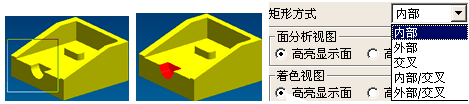 矩形方式 内部
内部
外部
交叉
内部/交叉
外部/交叉
面分析视图
高亮显示面
着色视图
高亮显示面